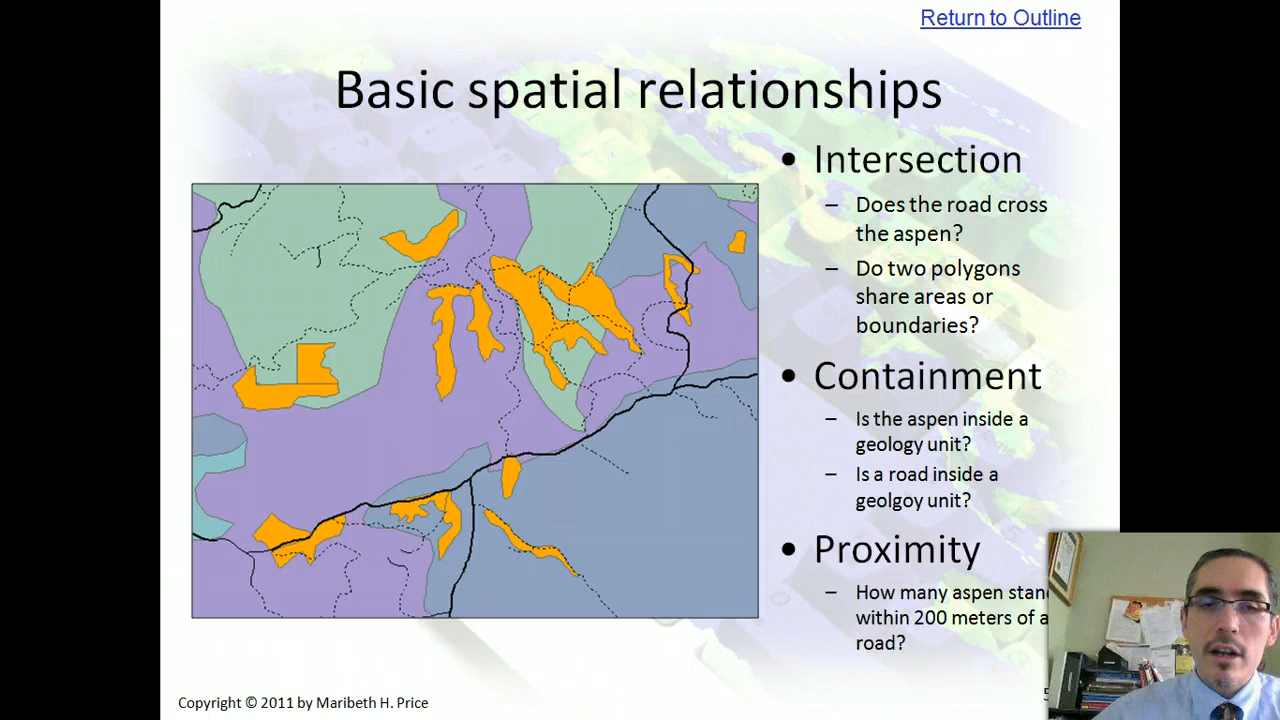 Return to Outline
Basic spatial relationships
• Intersection
– Does the road cross
the aspen?
– Do two polygons
share areas or
boundaries?
• Containment
– Is the aspen inside a
geology unit?
– Is a road inside a
geolgoy unit?
• Proximity
– How many aspen stan
within 200 meters of a
road?
Copyright © 2011 by Maribeth H. Price
5